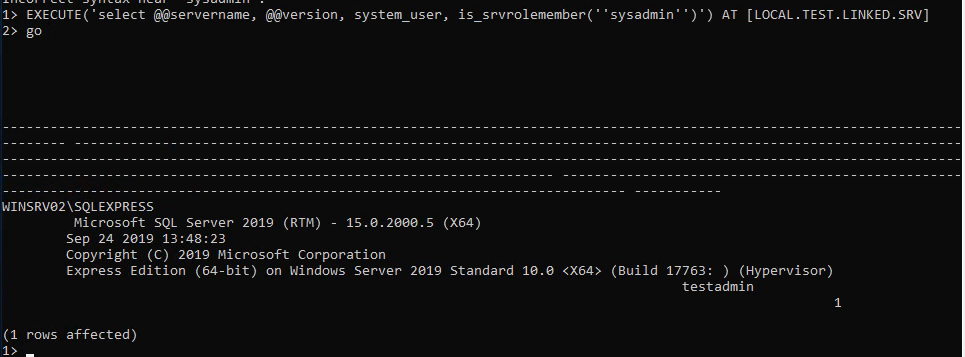 Incorrect syntax near 'sysadmin'.
1> EXECUTE('select @@servername, @@version, system_user, is_srvrolemember(''sysadmin'')') AT [LOCAL.TEST.LINKED.SRV]
2> go
------------------------------------------------------------------------------------------------------------------------
-------- ---------------------------------------------------------------------------------------------------------------
------------------------------------------------------------------------------------------------------------------------
--------------------------------------------------------------------- --------------------------------------------------
------------------------------------------------------------------------------ -----------
WINSRV02\SQLEXPRESS
Microsoft SQL Server 2019 (RTM) - 15.0.2000.5 (X64)
Sep 24 2019 13:48:23
Copyright (C) 2019 Microsoft Corporation
Express Edition (64-bit) on Windows Server 2019 Standard 10.0 <X64> (Build 17763: ) (Hypervisor)
testadmin
1
(1 rows affected)
1>